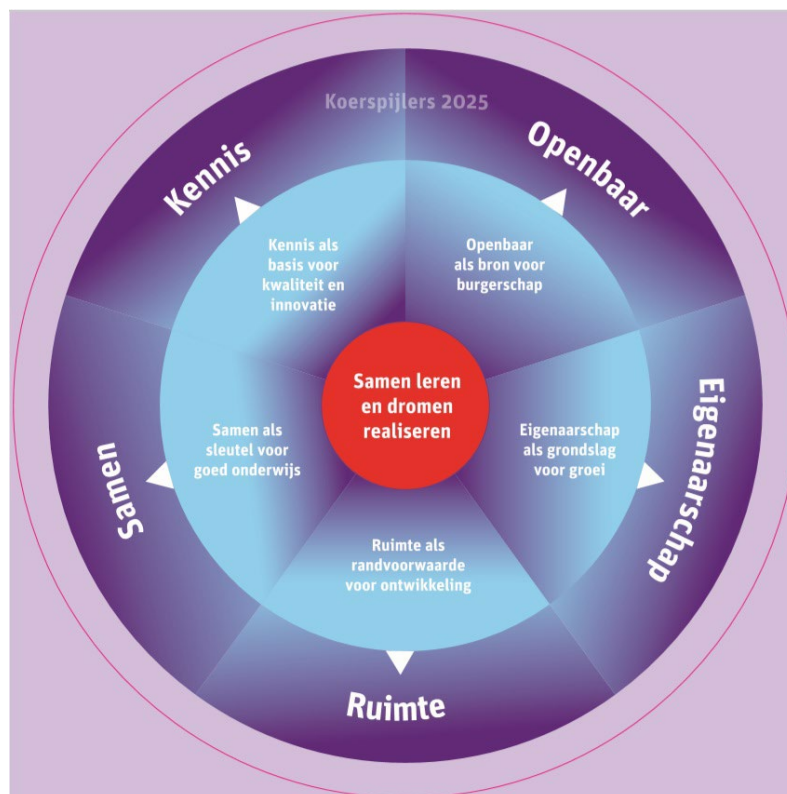 Koerspijlers 2025
Kennis
Kennis als
basis voor
kwaliteit en
innovatie
Openbaar
Openbaar
als bron voor
burgerschap
Eigenaarschap
Eigenaarschap
als grondslag
voor groei
Ruimte als
randvoorwaarde
voor ontwikkeling
Ruimte
Samen
Samen als
sleutel voor
goed onderwijs
Samen leren
en dromen
realiseren